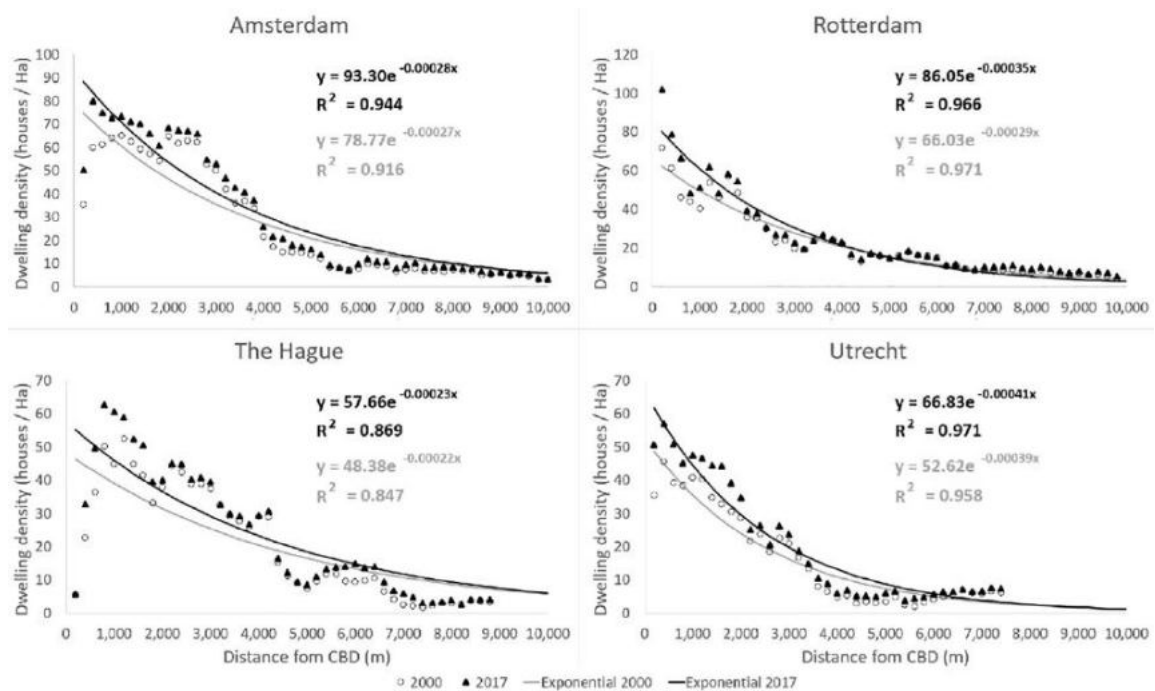 Amsterdam
Dwelling density (houses / Ha)
100
90
80
70
60
50
40
30
20
10
0
y = 93.30e -0.00028x
R2 = 0.944
y = 78.77e -0.00027x
R2 = 0.916
0 1,000 2,000 3,000 4,000 5,000 6,000 7,000 8,000 9,000 10,000
Rotterdam
Dwelling density (houses / Ha)
120
100
80
60
40
20
0
y = 86.05e -0.00035x
R2 = 0.966
y = 66.03e -0.00029x
R2 = 0.971
0 1,000 2,000 3,000 4,000 5,000 6,000 7,000 8,000 9,000 10,000
The Hague
Dwelling density (houses / Ha)
70
60
50
40
30
20
10
0
y = 57.66e -0.00023x
R2 = 0.869
y = 48.38e -0.00022x
R2 = 0.847
0 1,000 2,000 3,000 4,000 5,000 6,000 7,000 8,000 9,000 10,000
Distance fom CBD (m)
Utrecht
Dwelling density (houses / Ha)
70
60
50
40
30
20
10
0
y = 66.83e -0.00041x
R2 = 0.971
y = 52.62e -0.00039x
R2 = 0.958
0 1,000 2,000 3,000 4,000 5,000 6,000 7,000 8,000 9,000 10,000
Distance fom CBD (m)
2000 2017 Exponential 2000 Exponential 2017